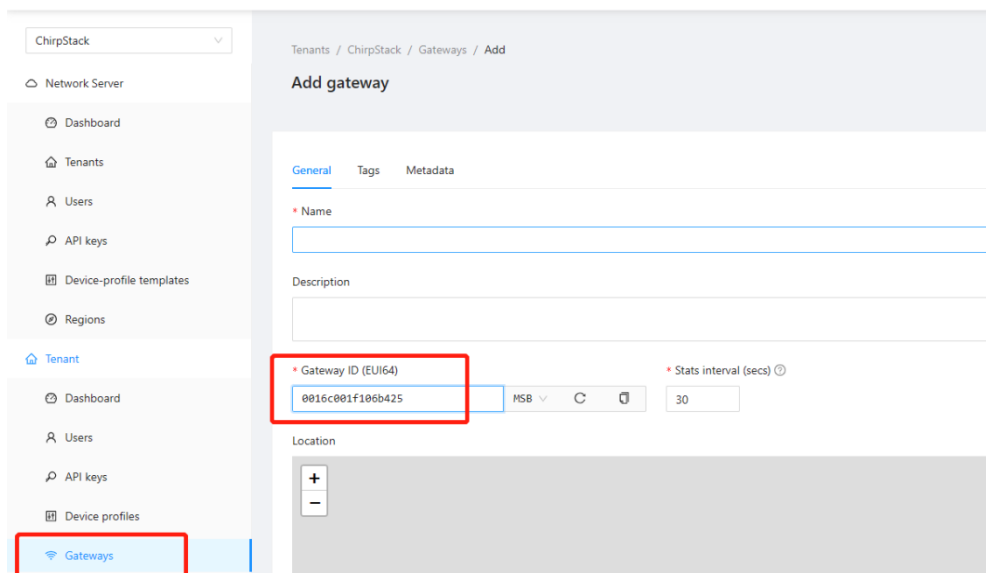 ChirpStack
Network Server
Dashboard
Tenants
Users
API keys
Device-profile templates
Regions
Tenant
Dashboard
Users
API keys
Device profiles
Gateways
Tenants / ChirpStack / Gateways / Add
Add gateway
General Tags Metadata
* Name
Description
* Gateway ID (EUI64) * Stats interval (secs)
0016c001f106b425 MSB 30
Location
+
−